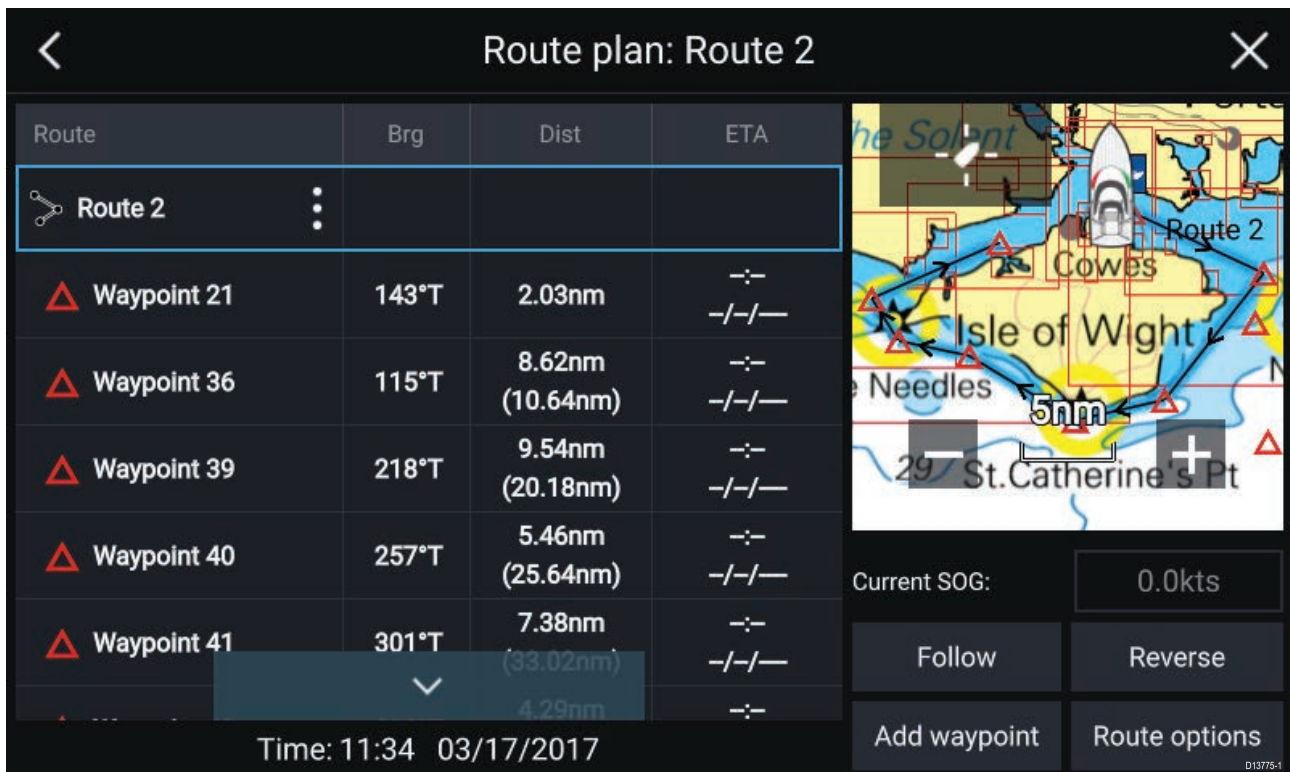 Route plan: Route 2
Route Brg Dist ETA
Route 2
Waypoint 21 143°T 2.03nm --:--
--/--/----
Waypoint 36 115°T 8.62nm --:--
(10.64nm) --/--/----
Waypoint 39 218°T 9.54nm --:--
(20.18nm) --/--/----
Waypoint 40 257°T 5.46nm --:--
(25.64nm) --/--/----
Waypoint 41 301°T 7.38nm --:--
(33.02nm) --/--/----
4.29nm --:--
Time: 11:34 03/17/2017
he Solent
Route 2
Cowes
Isle of Wight
Needles
5nm
29 St.Catherine's Pt
Current SOG: 0.0kts
Follow Reverse
Add waypoint Route options
D13775-1